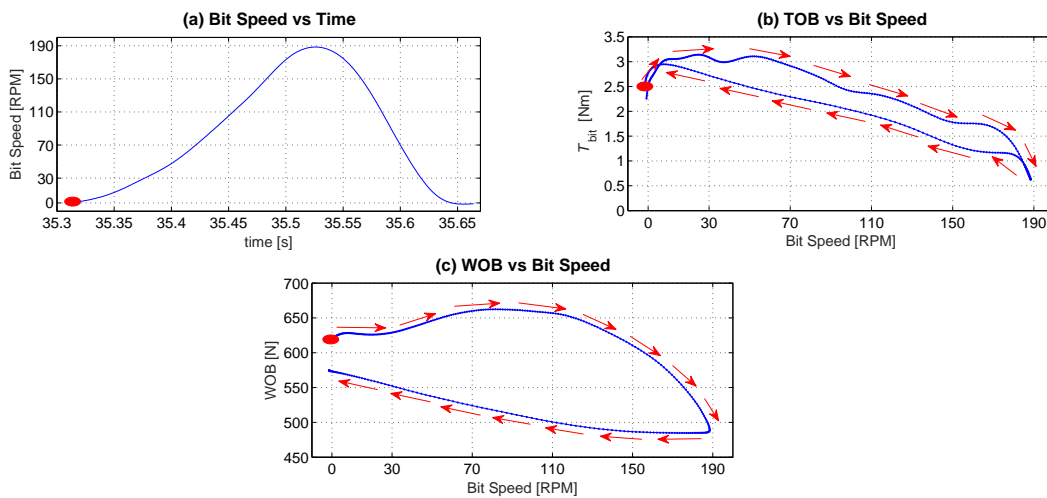 (a) Bit Speed vs Time
190
150
110
70
30
0
Bit Speed [RPM]
35.3 35.35 35.4 35.45 35.5 35.55 35.6 35.65
time [s]
(b) TOB vs Bit Speed
3.5
3
2.5
2
1.5
1
0.5
0
T_bit [Nm]
0 30 70 110 150 190
Bit Speed [RPM]
(c) WOB vs Bit Speed
700
650
600
550
500
450
WOB [N]
0 30 70 110 150 190
Bit Speed [RPM]